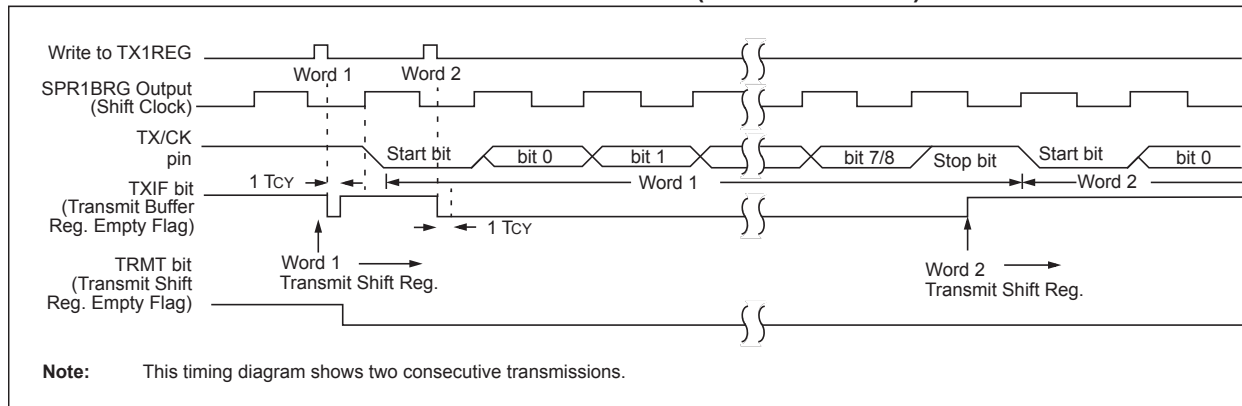 Write to TX1REG
Word 1
Word 2
SPR1BRG Output
(Shift Clock)
TX/CK
pin
Start bit
bit 0
bit 1
bit 7/8
Stop bit
Start bit
bit 0
1 TCY
Word 1
Word 2
TXIF bit
(Transmit Buffer
Reg. Empty Flag)
1 TCY
Word 1
Transmit Shift Reg.
Word 2
Transmit Shift Reg.
TRMT bit
(Transmit Shift
Reg. Empty Flag)
Note: This timing diagram shows two consecutive transmissions.